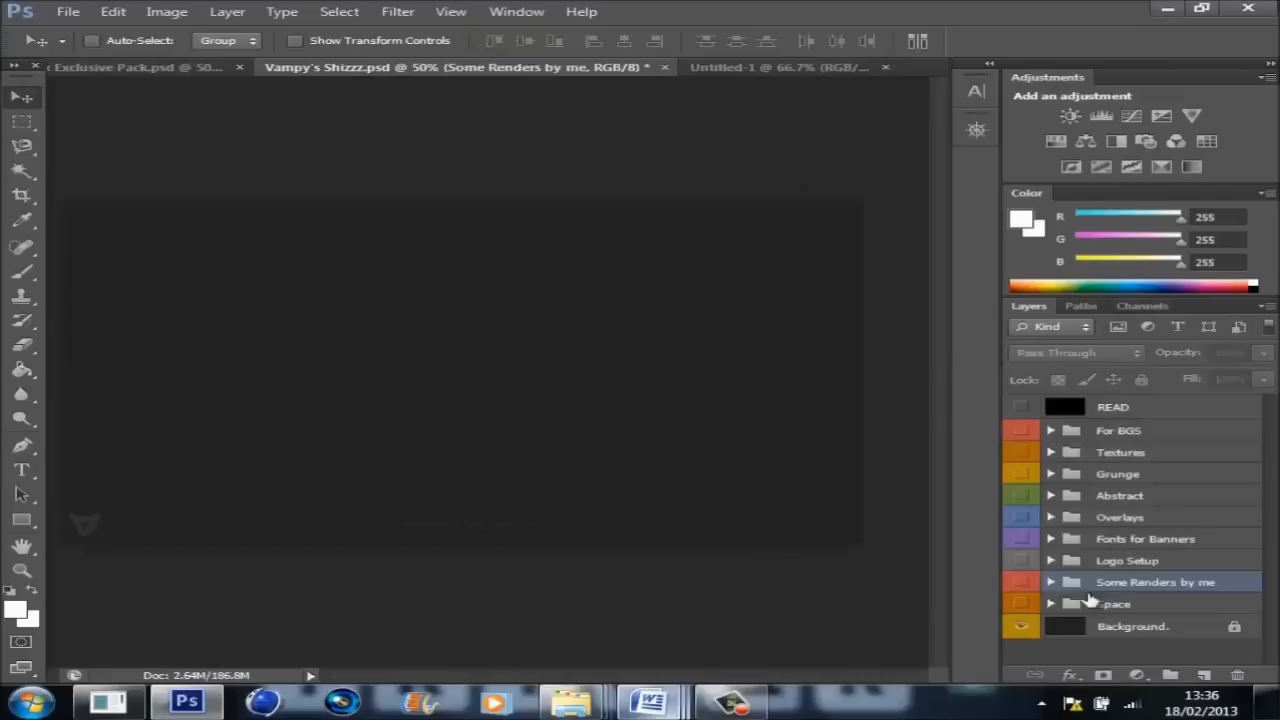 Ps File Edit Image Layer Type Select Filter View Window Help
Auto-Select: Group Show Transform Controls
Exclusive Pack.psd @ 50... × Vampy's Shizzz.psd @ 50% (Some Renders by me, RGB/8) * × Untitled-1 @ 66.7% (RGB/... ×
Adjustments
Add an adjustment
Color
R 255
G 255
B 255
Layers Paths Channels
Kind
Pass Through Opacity:
Lock: Fill:
READ
For BGS
Textures
Grunge
Abstract
Overlays
Fonts for Banners
Logo Setup
Some Renders by me
Space
Background.
Doc: 2.64M/186.8M
13:36
18/02/2013